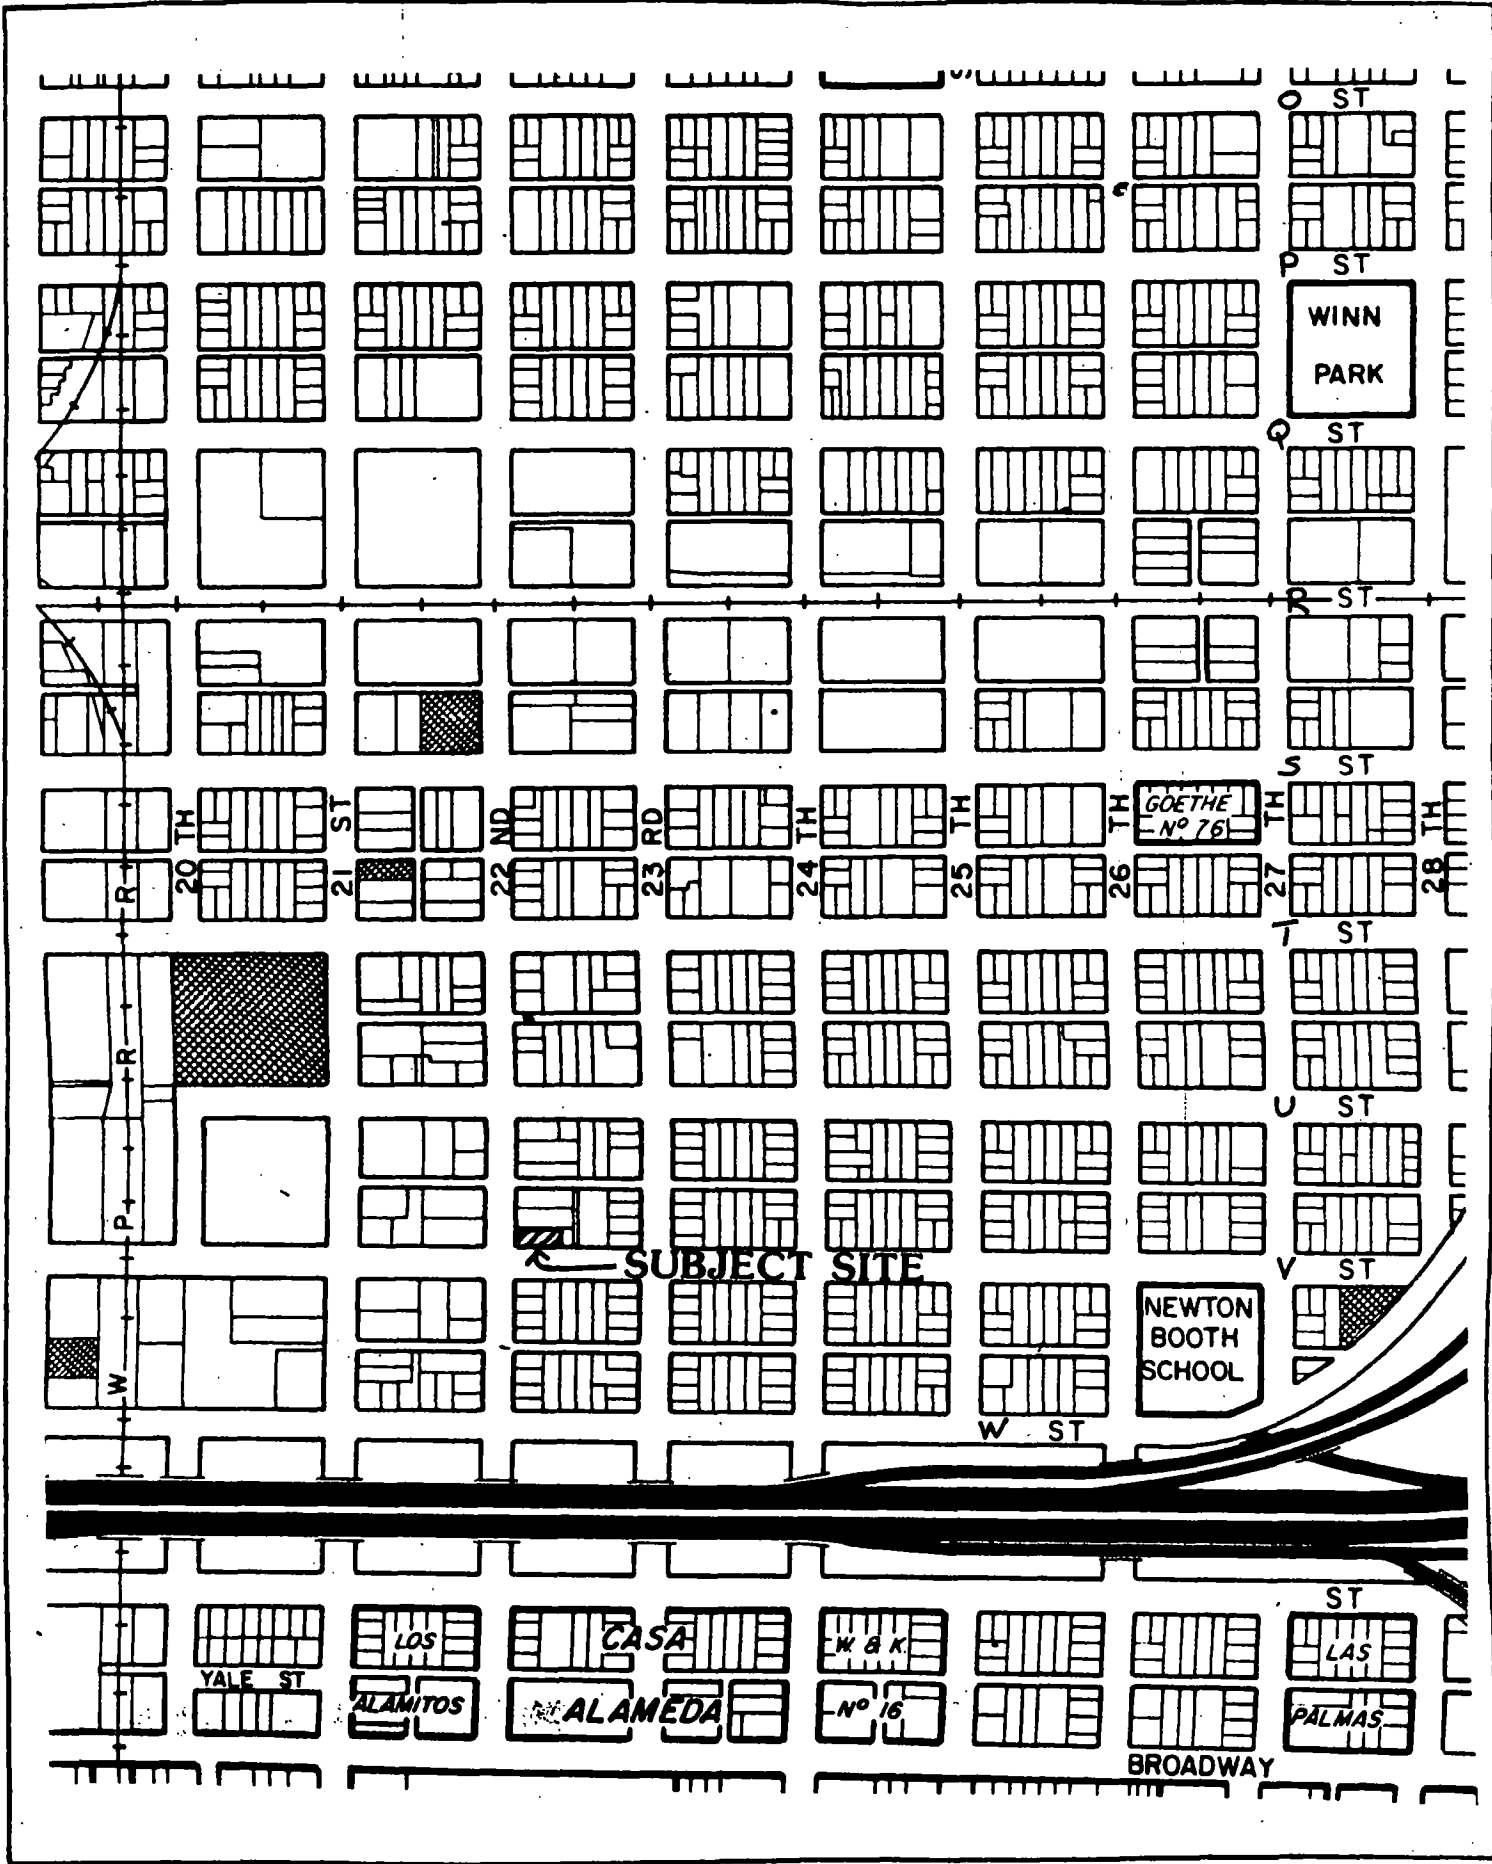 O ST
P ST
WINN
PARK
Q ST
R ST
S ST
20 TH
21 ST
22 ND
23 RD
24 TH
25 TH
26 TH
GOETHE
Nº 76
27 TH
28 TH
T ST
U ST
SUBJECT SITE
V ST
NEWTON
BOOTH
SCHOOL
W P R R
W ST
ST
LOS
CASA
W. & K.
LAS
YALE ST
ALAMITOS
ALAMEDA
Nº 16
PALMAS
BROADWAY